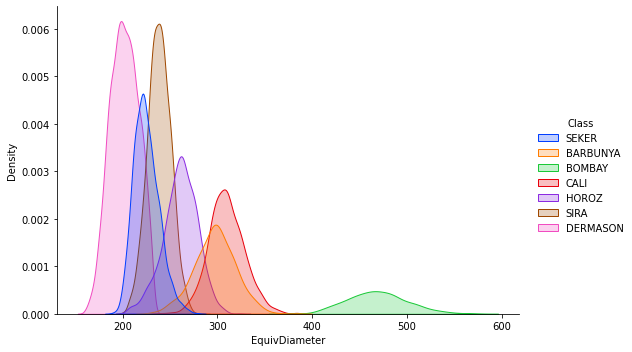 0.006
0.005
0.004
0.003
0.002
0.001
0.000
Density
200
300
400
500
600
EquivDiameter
Class
SEKER
BARBUNYA
BOMBAY
CALI
HOROZ
SIRA
DERMASON